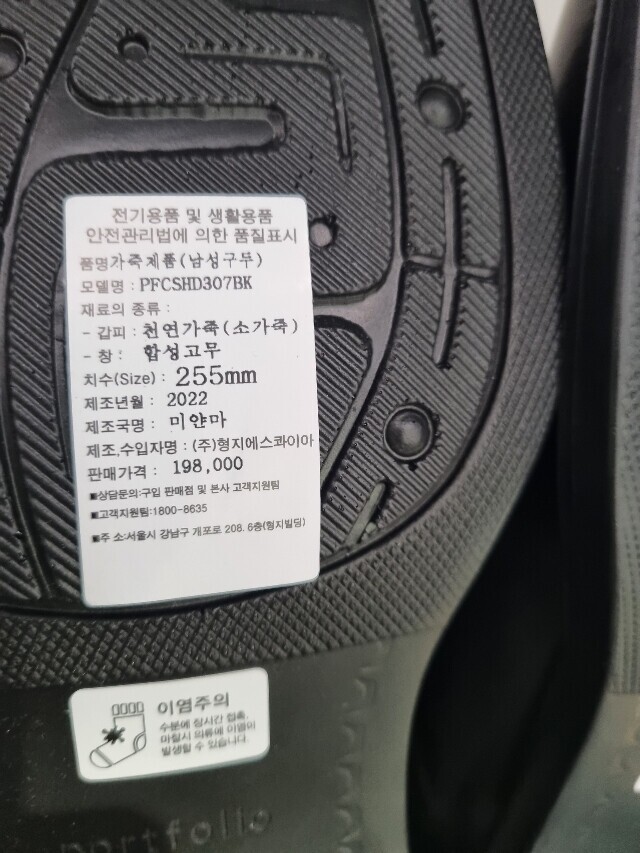 전기용품 및 생활용품
안전관리법에 의한 품질표시
품명가죽제품(남성구두)
모델명 : PFCSHD307BK
재료의 종류 :
- 갑피 : 천연가죽(소가죽)
- 창 : 합성고무
치수(Size) : 255mm
제조년월 : 2022
제조국명 : 미얀마
제조,수입자명 : (주)형지에스콰이아
판매가격 : 198,000
■상담문의:구입 판매점 및 본사 고객지원팀
■고객지원팀:1800-8635
■주 소:서울시 강남구 개포로 208. 6층(형지빌딩)
이염주의
수분에 장시간 접촉,
마찰시 의류에 이염이
발생할 수 있습니다.
portfolio